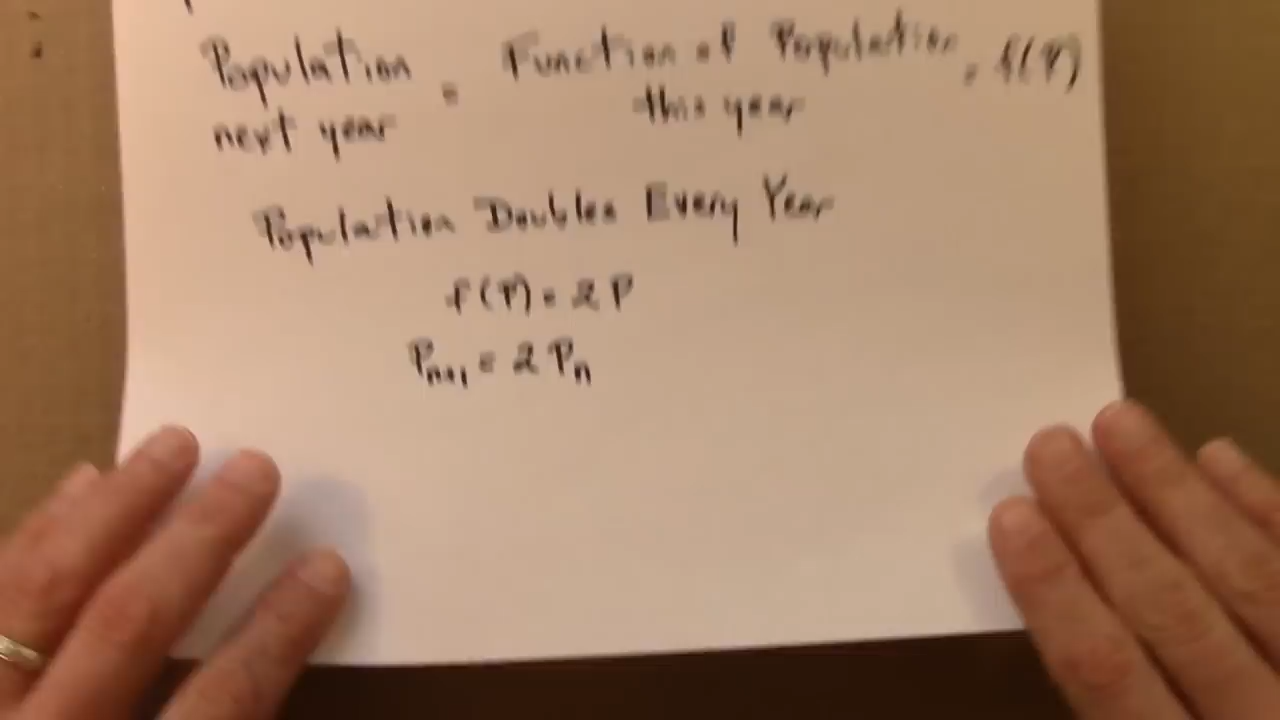 Population next year = Function of Population this year = f(P)
Population Doubles Every Year
f(P) = 2P
Pn+1 = 2Pn